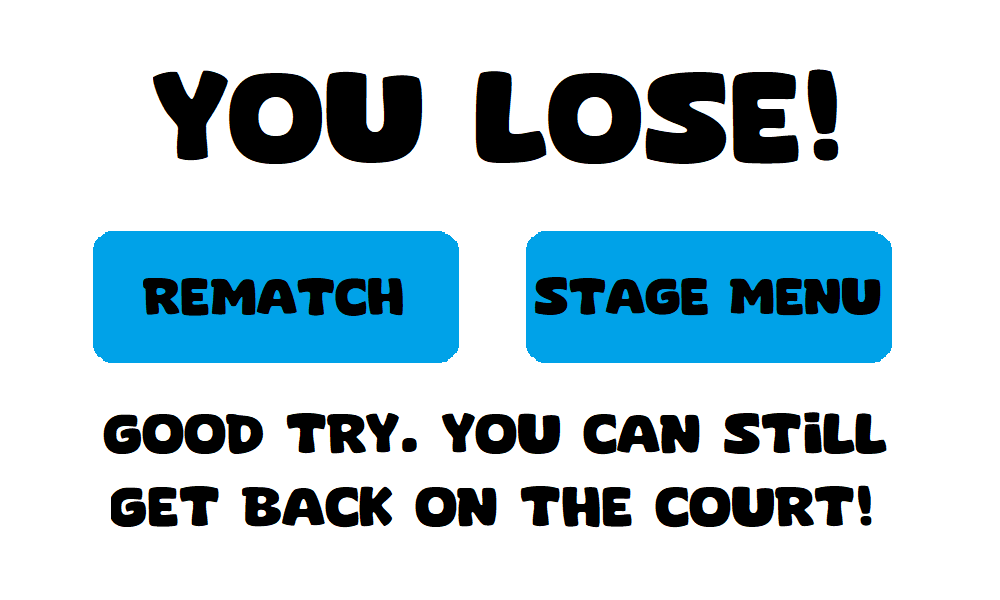 YOU LOSE!
REMATCH
STAGE MENU
GOOD TRY. YOU CAN STiLL
GET BACK ON THE COURT!